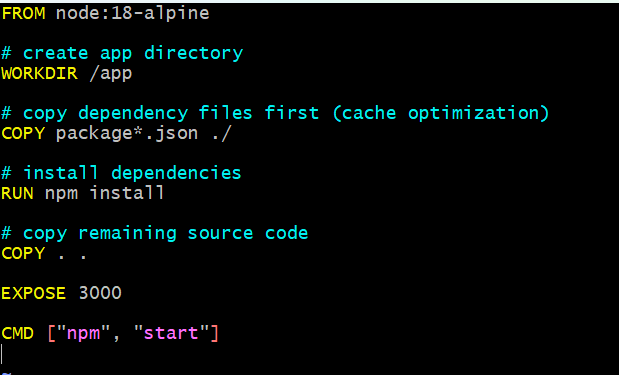 FROM node:18-alpine
# create app directory
WORKDIR /app
# copy dependency files first (cache optimization)
COPY package*.json ./
# install dependencies
RUN npm install
# copy remaining source code
COPY . .
EXPOSE 3000
CMD ["npm", "start"]
~